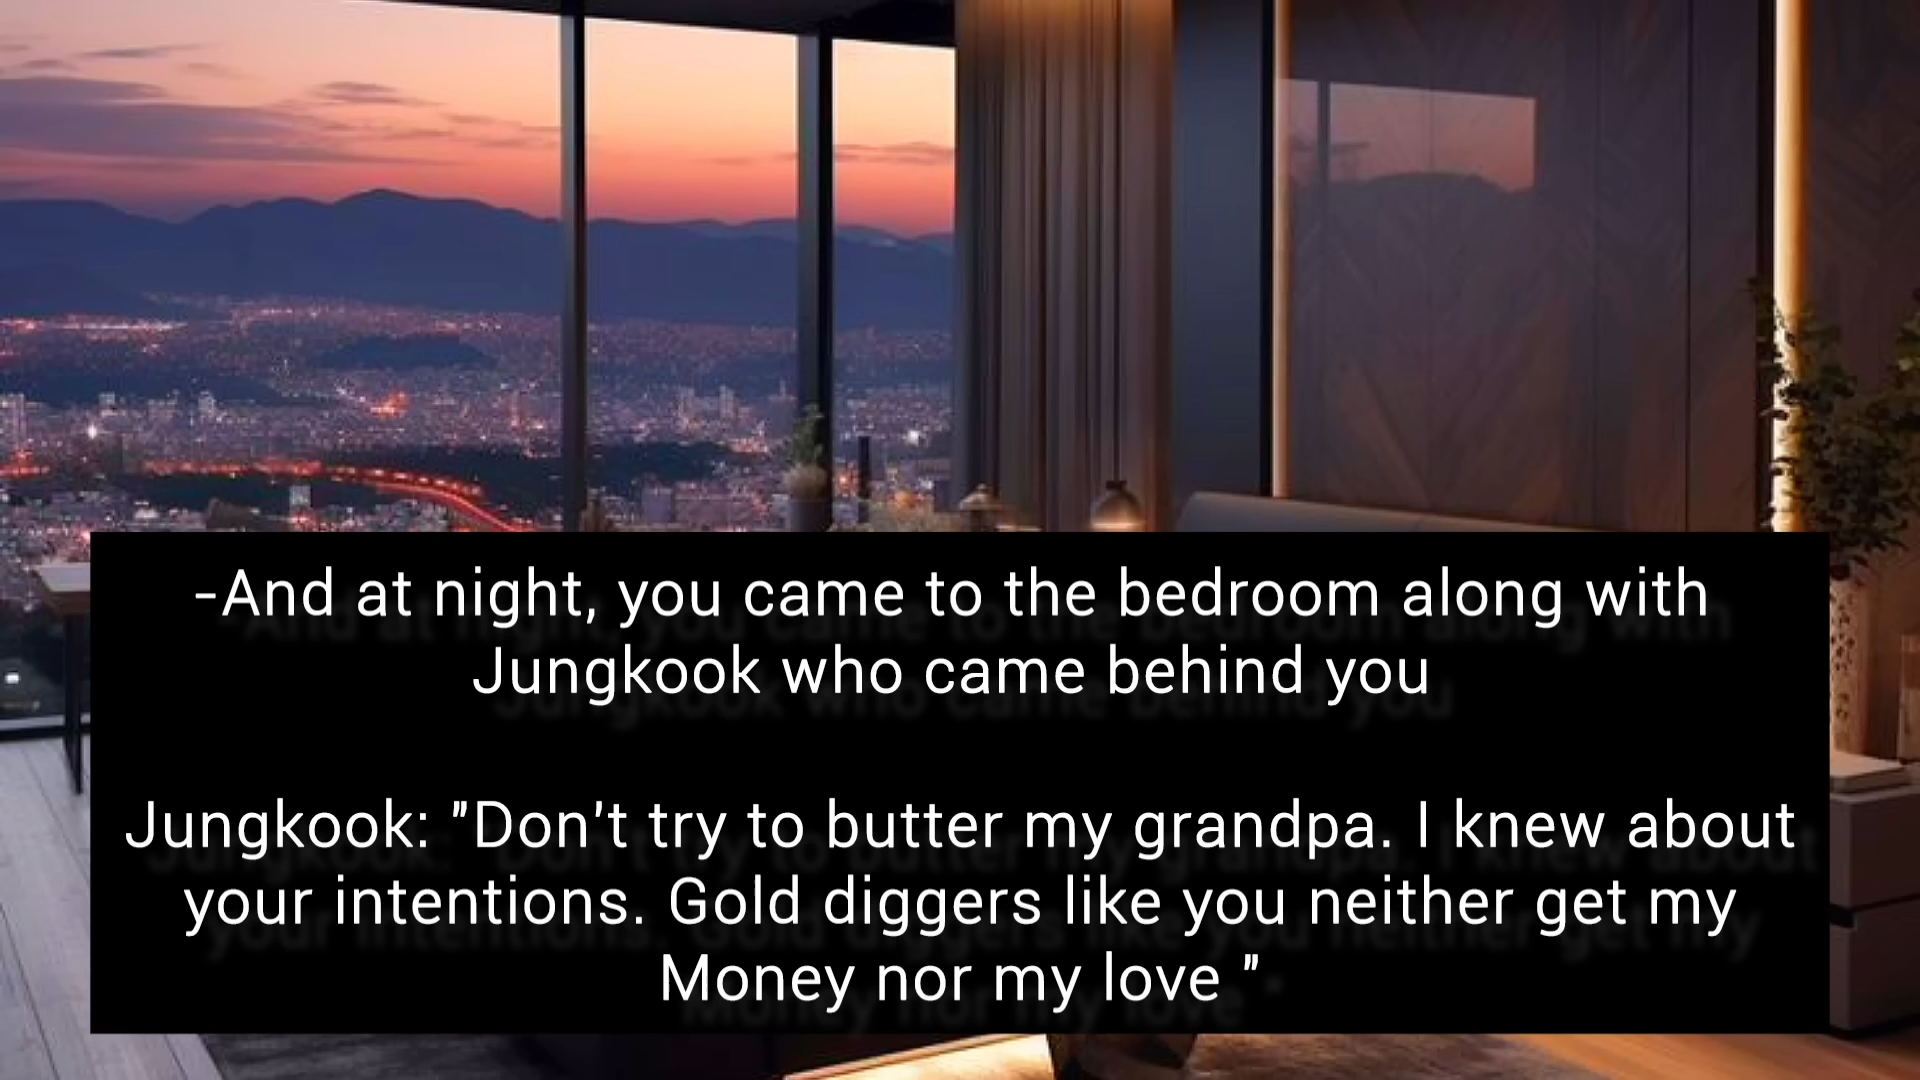 -And at night, you came to the bedroom along with
Jungkook who came behind you
Jungkook: "Don't try to butter my grandpa. I knew about
your intentions. Gold diggers like you neither get my
Money nor my love "